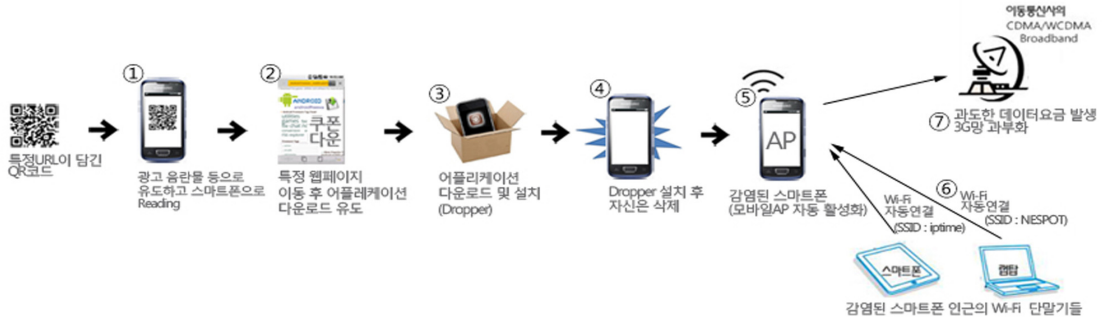 특정URL이 담긴
QR코드
①
광고 음란물 등으로
유도하고 스마트폰으로
Reading
②
ANDROID
쿠폰
다운
특정 웹페이지
이동 후 어플레케이션
다운로드 유도
③
어플리케이션
다운로드 및 설치
(Dropper)
④
Dropper 설치 후
자신은 삭제
⑤
AP
감염된 스마트폰
(모바일AP 자동 활성화)
⑥
Wi-Fi
자동연결
(SSID : iptime)
Wi-Fi
자동연결
(SSID : NESPOT)
스마트폰
랩탑
감염된 스마트폰 인근의 Wi-Fi 단말기들
이동통신사의
CDMA/WCDMA
Broadband
⑦ 과도한 데이터요금 발생
3G망 과부화